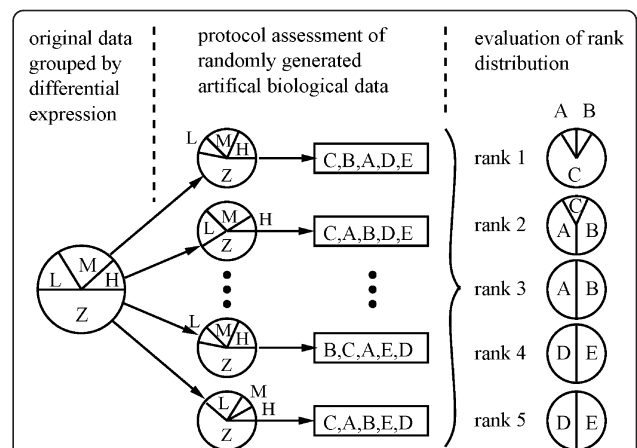 original data
grouped by
differential
expression
protocol assessment of
randomly generated
artifical biological data
evaluation of rank
distribution
L M H Z
L M H Z
C,B,A,D,E
L M H Z
C,A,B,D,E
L M H Z
B,C,A,E,D
L M H Z
C,A,B,E,D
rank 1
A B
C
rank 2
C
A B
rank 3
A B
rank 4
D E
rank 5
D E